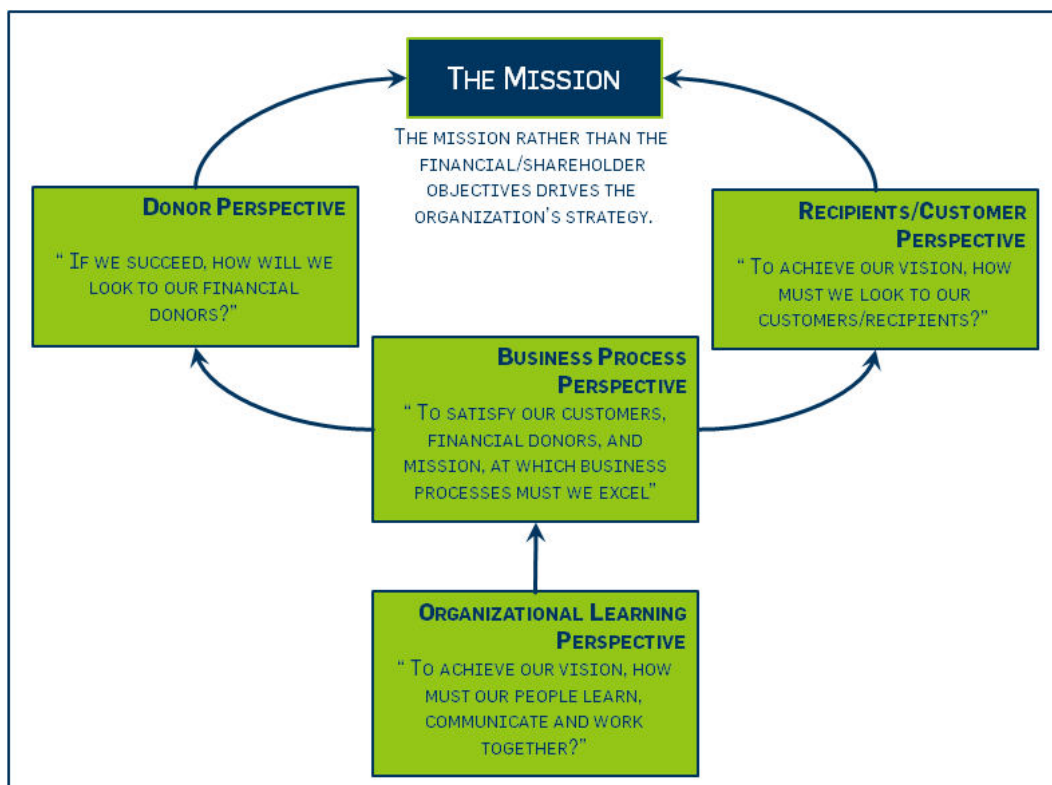 THE MISSION
THE MISSION RATHER THAN THE
FINANCIAL/SHAREHOLDER
OBJECTIVES DRIVES THE
ORGANIZATION'S STRATEGY.
DONOR PERSPECTIVE
" IF WE SUCCEED, HOW WILL WE
LOOK TO OUR FINANCIAL
DONORS?"
RECIPIENTS/CUSTOMER
PERSPECTIVE
" TO ACHIEVE OUR VISION, HOW
MUST WE LOOK TO OUR
CUSTOMERS/RECIPIENTS?"
BUSINESS PROCESS
PERSPECTIVE
" TO SATISFY OUR CUSTOMERS,
FINANCIAL DONORS, AND
MISSION, AT WHICH BUSINESS
PROCESSES MUST WE EXCEL"
ORGANIZATIONAL LEARNING
PERSPECTIVE
" TO ACHIEVE OUR VISION, HOW
MUST OUR PEOPLE LEARN,
COMMUNICATE AND WORK
TOGETHER?"